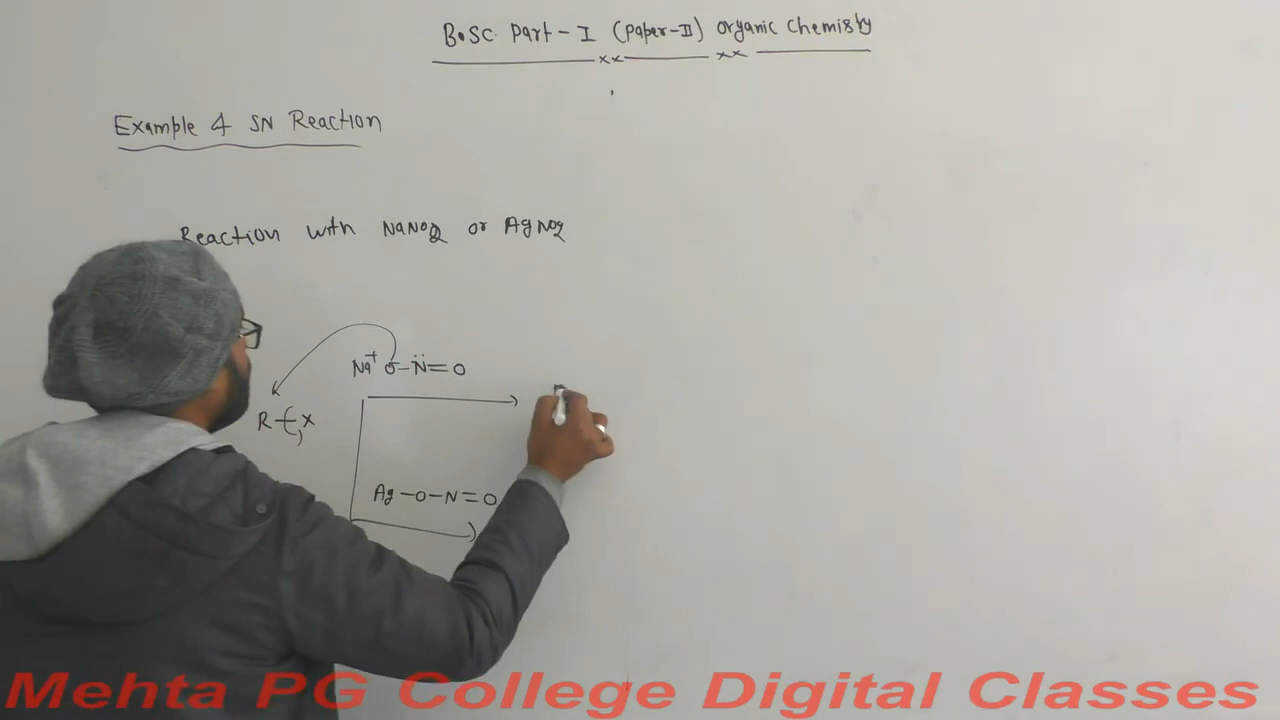 B.SC. Part - I (Paper-II) Organic Chemistry
Example 4 SN Reaction
Reaction with NaNO2 or AgNO2
Na+ O-N̈=O
R-(,X
Ag-O-N=O
Mehta PG College Digital Classes